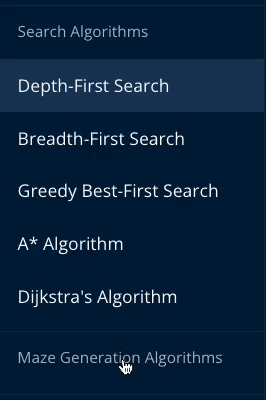 Search Algorithms
Depth-First Search
Breadth-First Search
Greedy Best-First Search
A* Algorithm
Dijkstra's Algorithm
Maze Generation Algorithms